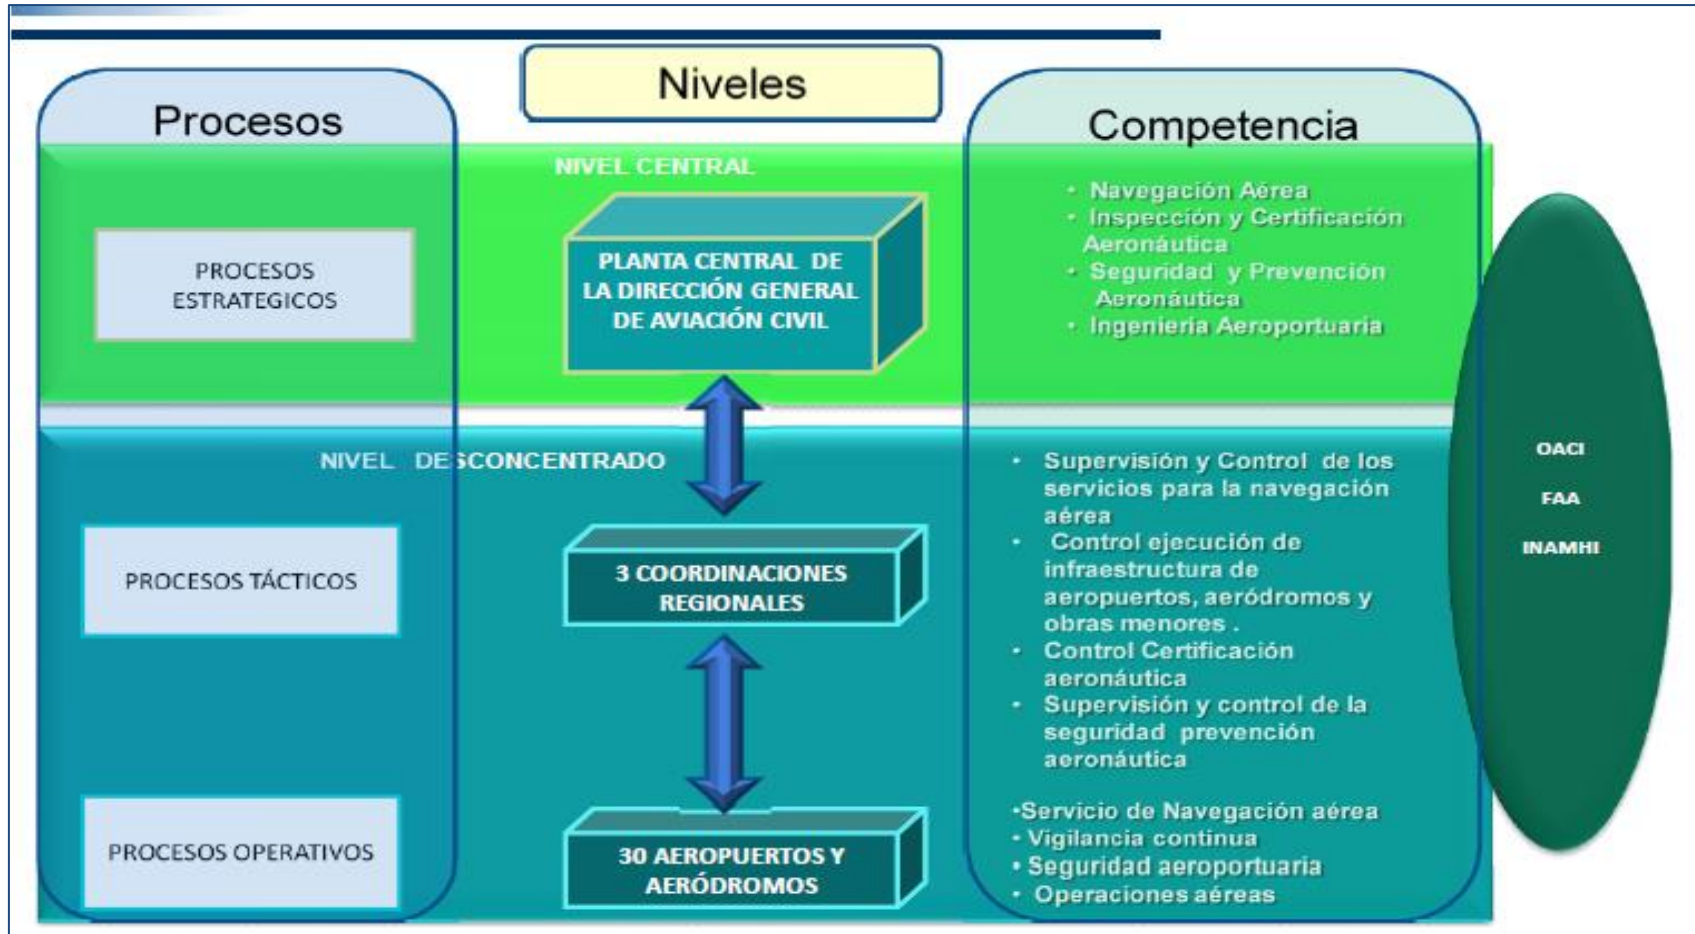 Niveles
Procesos
Competencia
NIVEL CENTRAL
PROCESOS
ESTRATEGICOS
PLANTA CENTRAL DE
LA DIRECCIÓN GENERAL
DE AVIACIÓN CIVIL
• Navegación Aérea
• Inspección y Certificación
Aeronáutica
• Seguridad y Prevención
Aeronáutica
• Ingenieria Aeroportuaria
NIVEL DESCONCENTRADO
PROCESOS TÁCTICOS
3 COORDINACIONES
REGIONALES
• Supervisión y Control de los
servicios para la navegación
aérea
• Control ejecución de
infraestructura de
aeropuertos, aeródromos y
obras menores .
• Control Certificación
aeronáutica
• Supervisión y control de la
seguridad prevención
aeronáutica
PROCESOS OPERATIVOS
30 AEROPUERTOS Y
AERÓDROMOS
•Servicio de Navegación aérea
• Vigilancia continua
• Seguridad aeroportuaria
• Operaciones aéreas
OACI
FAA
INAMHI